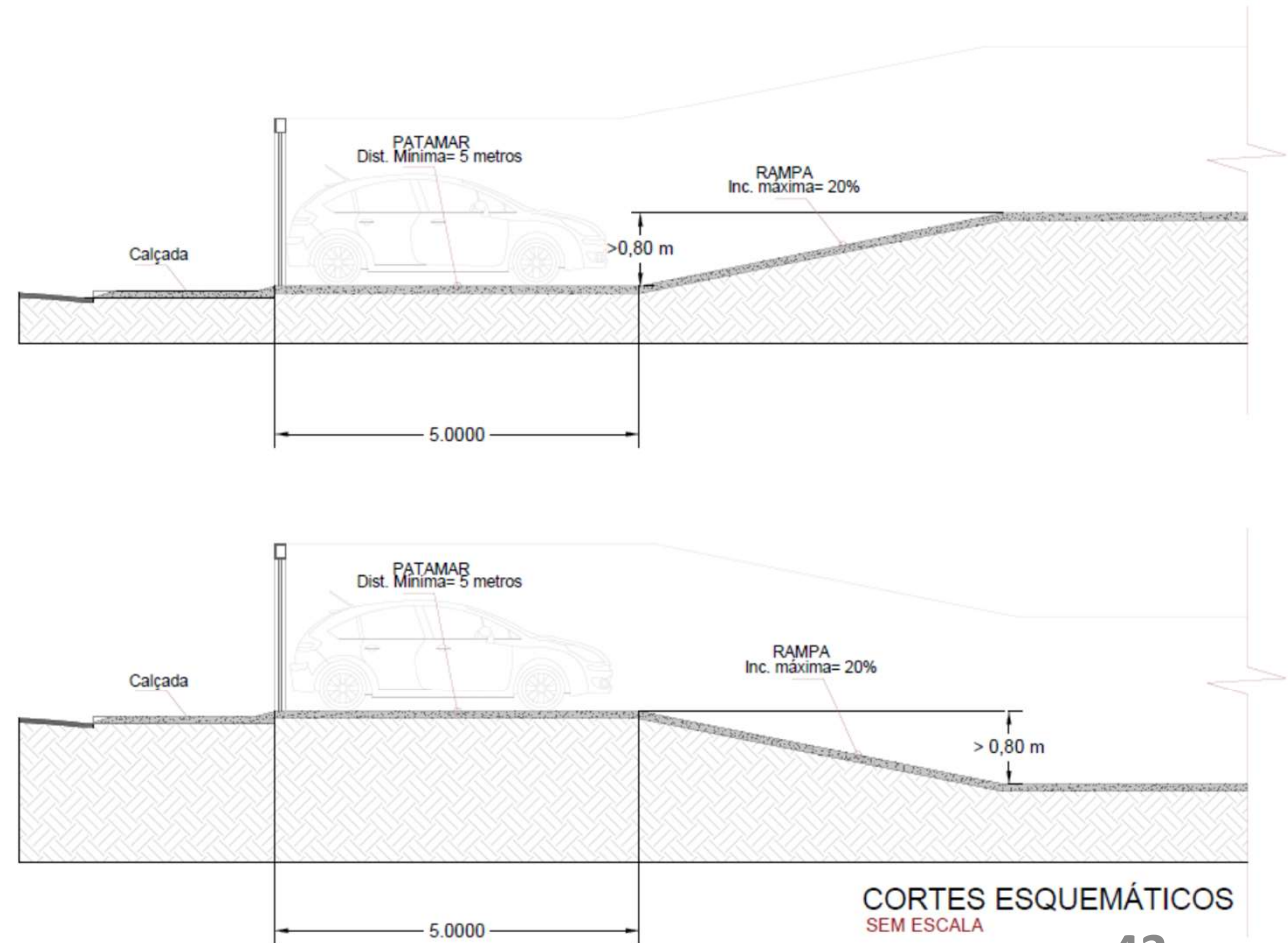 PATAMAR
Dist. Mínima= 5 metros
RAMPA
Inc. máxima= 20%
>0,80 m
Calçada
5.0000
PATAMAR
Dist. Mínima= 5 metros
RAMPA
Inc. máxima= 20%
Calçada
> 0,80 m
CORTES ESQUEMÁTICOS
SEM ESCALA
5.0000